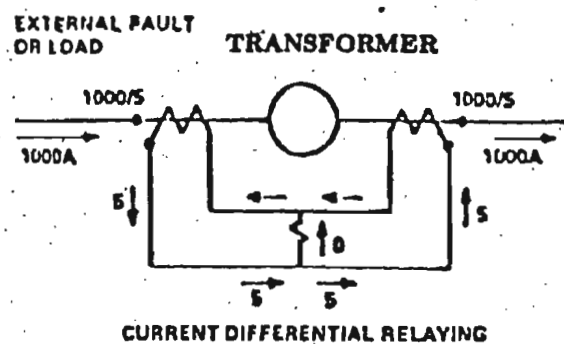 EXTERNAL FAULT
OR LOAD
TRANSFORMER
1000/5
1000/5
1000A
1000A
5
5
0
5
5
CURRENT DIFFERENTIAL RELAYING